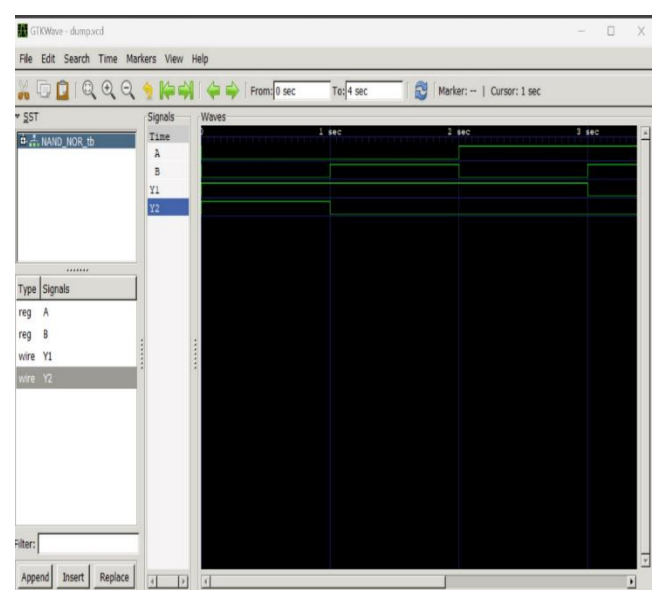 GTKWave - dump.vcd
File Edit Search Time Markers View Help
From: 0 sec To: 4 sec Marker: -- | Cursor: 1 sec
SST
NAND_NOR_tb
Type Signals
reg A
reg B
wire Y1
wire Y2
Filter:
Append Insert Replace
Signals
Time
A
B
Y1
Y2
Waves
0 1 sec 2 sec 3 sec